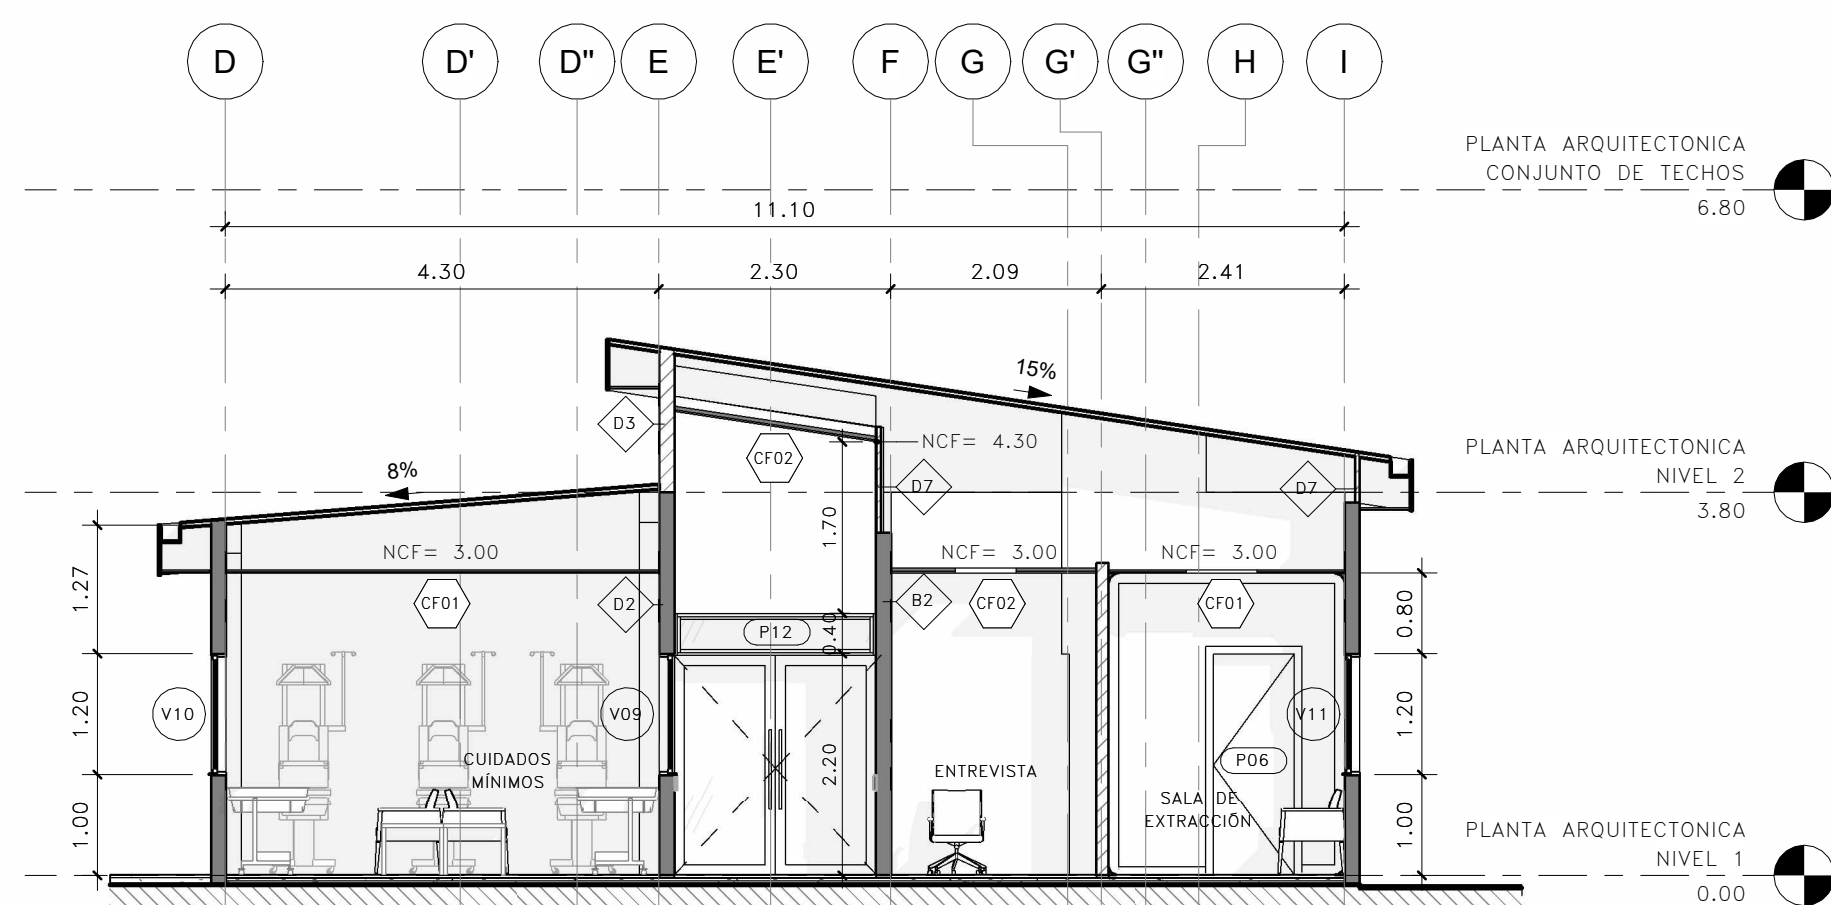 D D' D" E E' F G G' G" H I
PLANTA ARQUITECTONICA
CONJUNTO DE TECHOS
6.80
11.10
4.30 2.30 2.09 2.41
15%
D3
NCF= 4.30
CF02
PLANTA ARQUITECTONICA
NIVEL 2
3.80
8%
D7 D7
1.70
NCF= 3.00 NCF= 3.00 NCF= 3.00
1.27
CF01 D2 B2 CF02 CF01
0.80
P12
0.40
V10 V09 V11
1.20 1.20
CUIDADOS
MÍNIMOS
2.20
ENTREVISTA
P06
SALA DE
EXTRACCIÓN
1.00 1.00
PLANTA ARQUITECTONICA
NIVEL 1
0.00